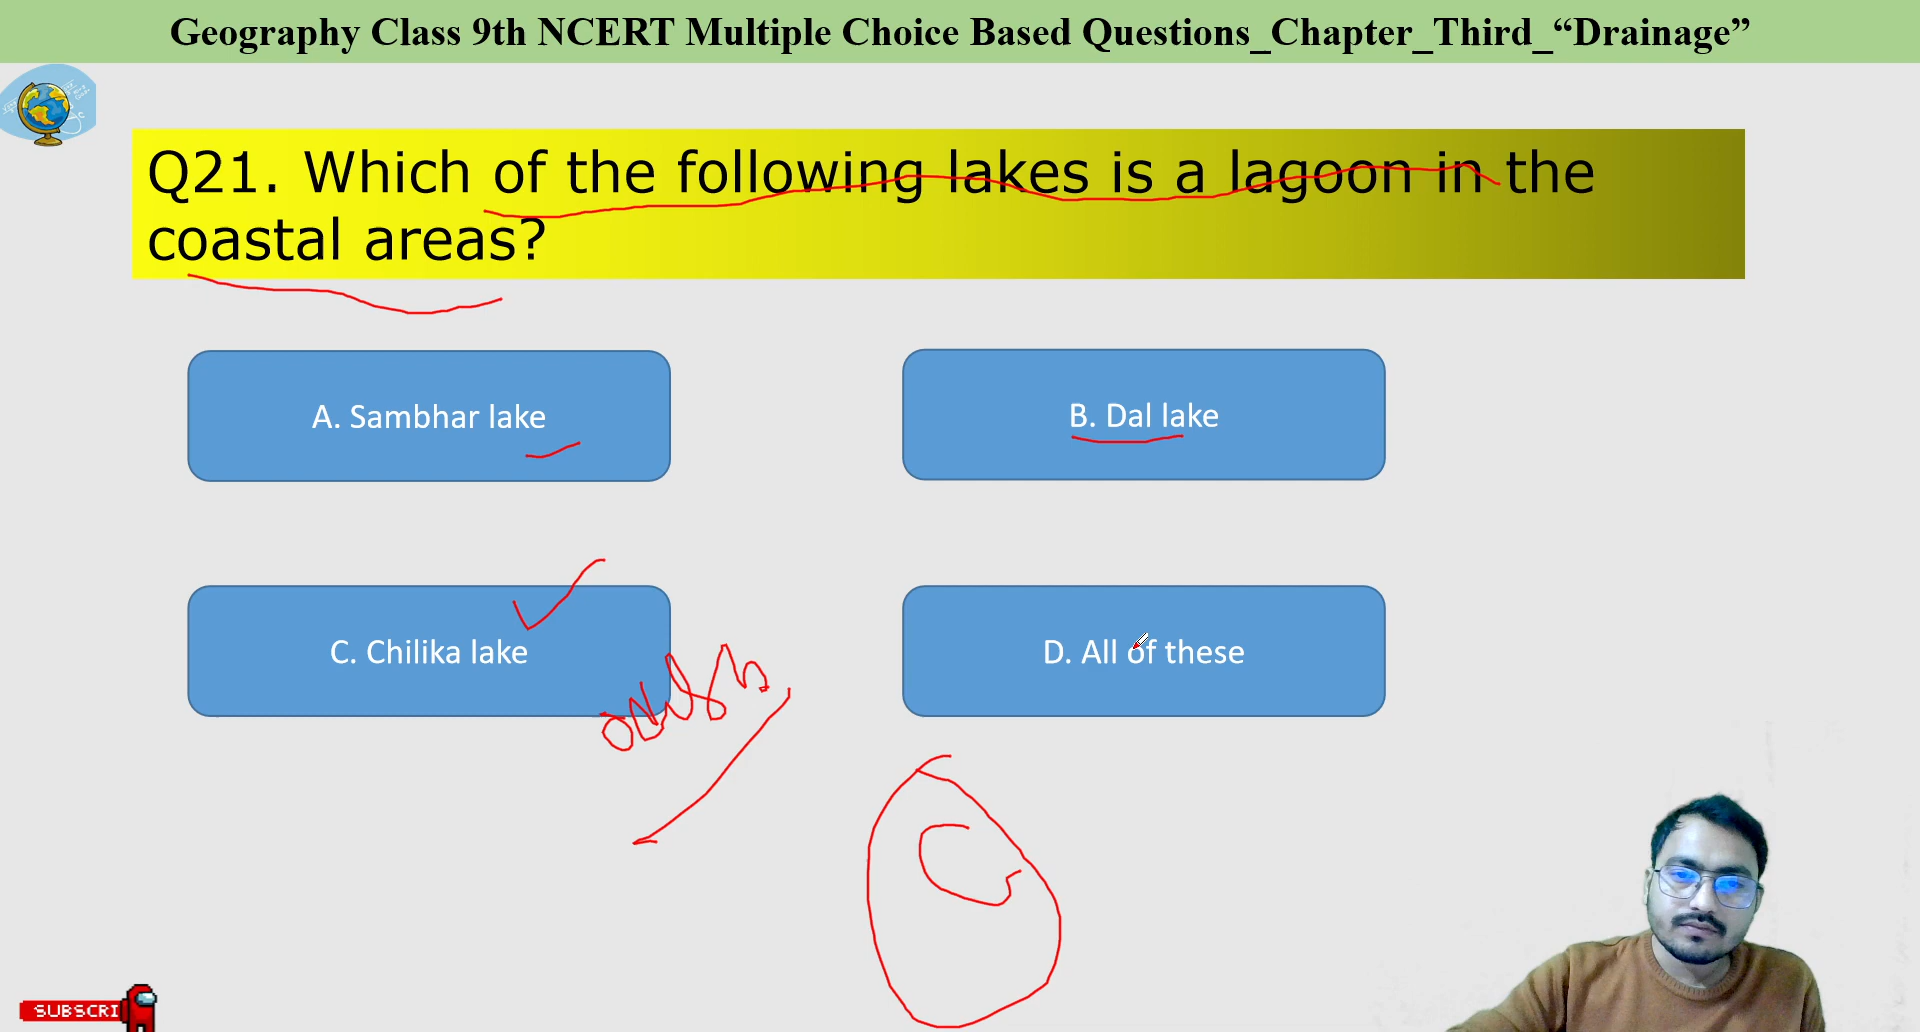 Geography Class 9th NCERT Multiple Choice Based Questions_Chapter_Third_“Drainage”
Q21. Which of the following lakes is a lagoon in the
coastal areas?
A. Sambhar lake
B. Dal lake
C. Chilika lake
D. All of these
C
SUBSCRI